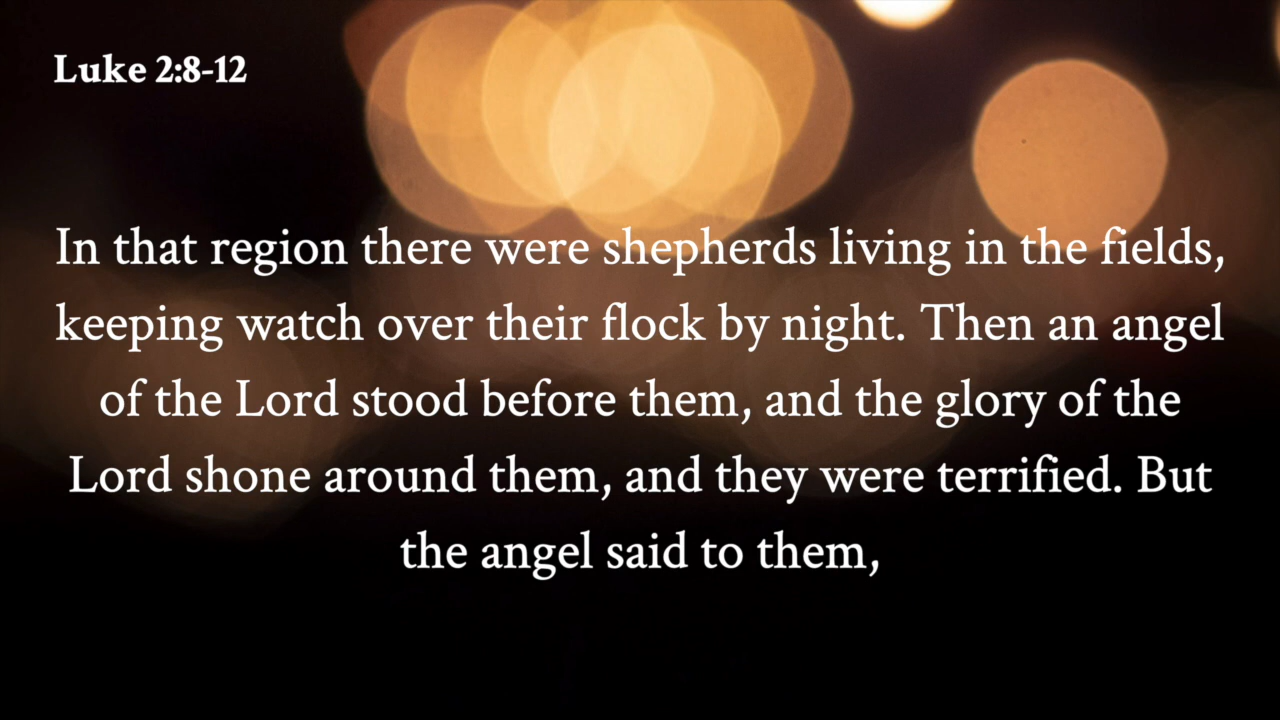 Luke 2:8-12
In that region there were shepherds living in the fields,
keeping watch over their flock by night. Then an angel
of the Lord stood before them, and the glory of the
Lord shone around them, and they were terrified. But
the angel said to them,